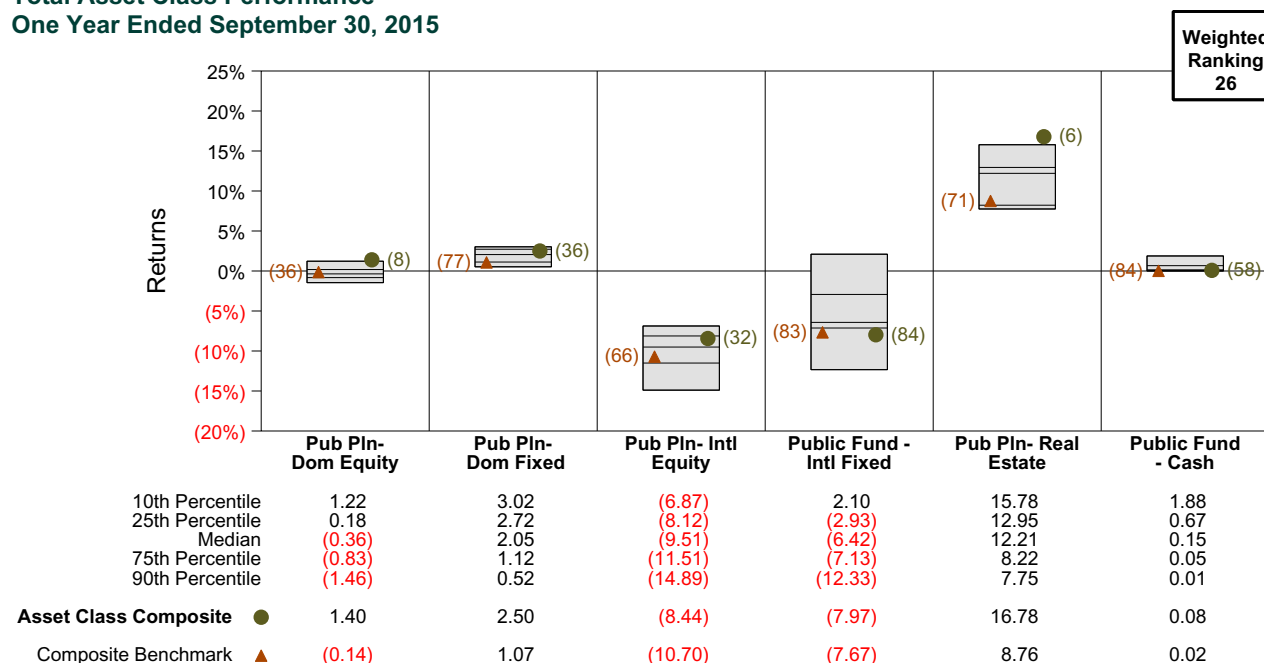 One Year Ended September 30, 2015
Weighted
Ranking
26
Returns
25%
20%
15%
10%
5%
0%
(5%)
(10%)
(15%)
(20%)
(36) (8)
(77) (36)
(66) (32)
(83) (84)
(71) (6)
(84) (58)
Pub Pln- Dom Equity
Pub Pln- Dom Fixed
Pub Pln- Intl Equity
Public Fund - Intl Fixed
Pub Pln- Real Estate
Public Fund - Cash
10th Percentile 1.22 3.02 (6.87) 2.10 15.78 1.88
25th Percentile 0.18 2.72 (8.12) (2.93) 12.95 0.67
Median (0.36) 2.05 (9.51) (6.42) 12.21 0.15
75th Percentile (0.83) 1.12 (11.51) (7.13) 8.22 0.05
90th Percentile (1.46) 0.52 (14.89) (12.33) 7.75 0.01
Asset Class Composite 1.40 2.50 (8.44) (7.97) 16.78 0.08
Composite Benchmark (0.14) 1.07 (10.70) (7.67) 8.76 0.02